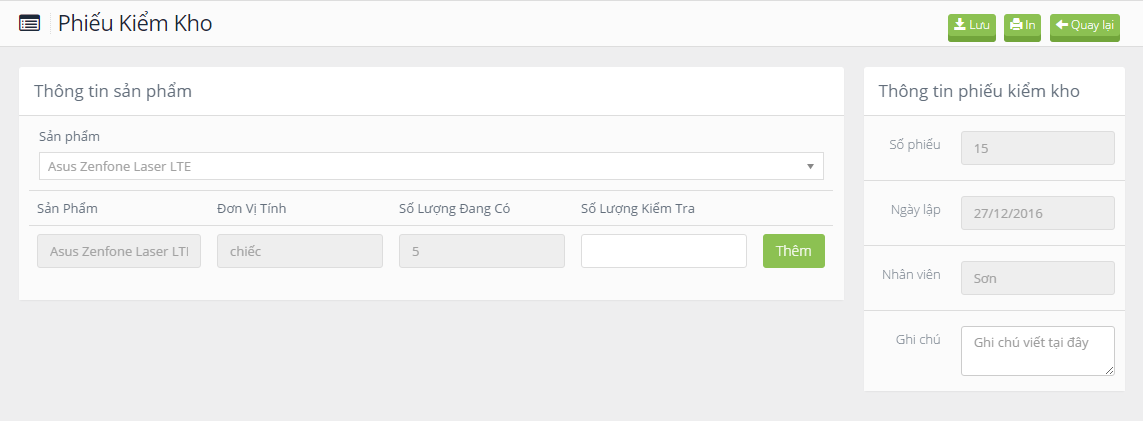 Phiếu Kiểm Kho
Lưu
In
Quay lại
Thông tin sản phẩm
Sản phẩm
Asus Zenfone Laser LTE
Sản Phẩm Đơn Vị Tính Số Lượng Đang Có Số Lượng Kiểm Tra
Asus Zenfone Laser LTE chiếc 5 Thêm
Thông tin phiếu kiểm kho
Số phiếu 15
Ngày lập 27/12/2016
Nhân viên Sơn
Ghi chú Ghi chú viết tại đây